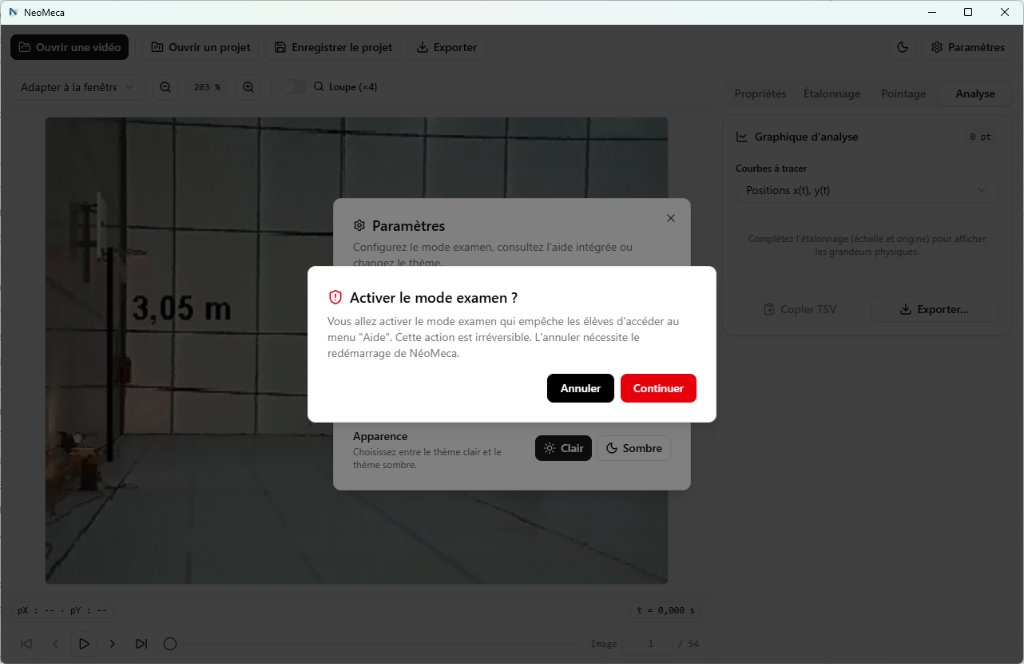 NeoMeca
Ouvrir une vidéo Ouvrir un projet Enregistrer le projet Exporter Paramètres
Adapter à la fenêtre 203 % Loupe (×4)
Propriétés Étalonnage Pointage Analyse
Graphique d'analyse 0 pt
Courbes à tracer
Positions x(t), y(t)
Complétez l'étalonnage (échelle et origine) pour afficher
les grandeurs physiques.
Copier TSV Exporter...
3,05 m
Paramètres
Configurez le mode examen, consultez l'aide intégrée ou
changez le thème.
Activer le mode examen ?
Vous allez activer le mode examen qui empêche les élèves d'accéder au
menu "Aide". Cette action est irréversible. L'annuler nécessite le
redémarrage de NéoMeca.
Annuler Continuer
Apparence
Choisissez entre le thème clair et le
thème sombre.
Clair Sombre
pX : -- · pY : -- t = 0,000 s
Image 1 / 54